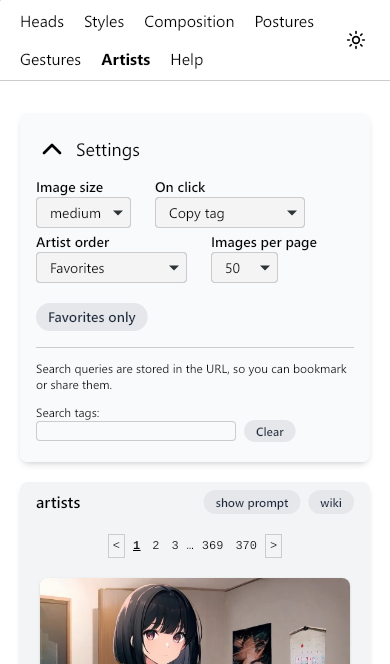 Heads Styles Composition Postures
Gestures Artists Help
Settings
Image size On click
medium Copy tag
Artist order Images per page
Favorites 50
Favorites only
Search queries are stored in the URL, so you can bookmark
or share them.
Search tags:
Clear
artists show prompt wiki
< 1 2 3 … 369 370 >